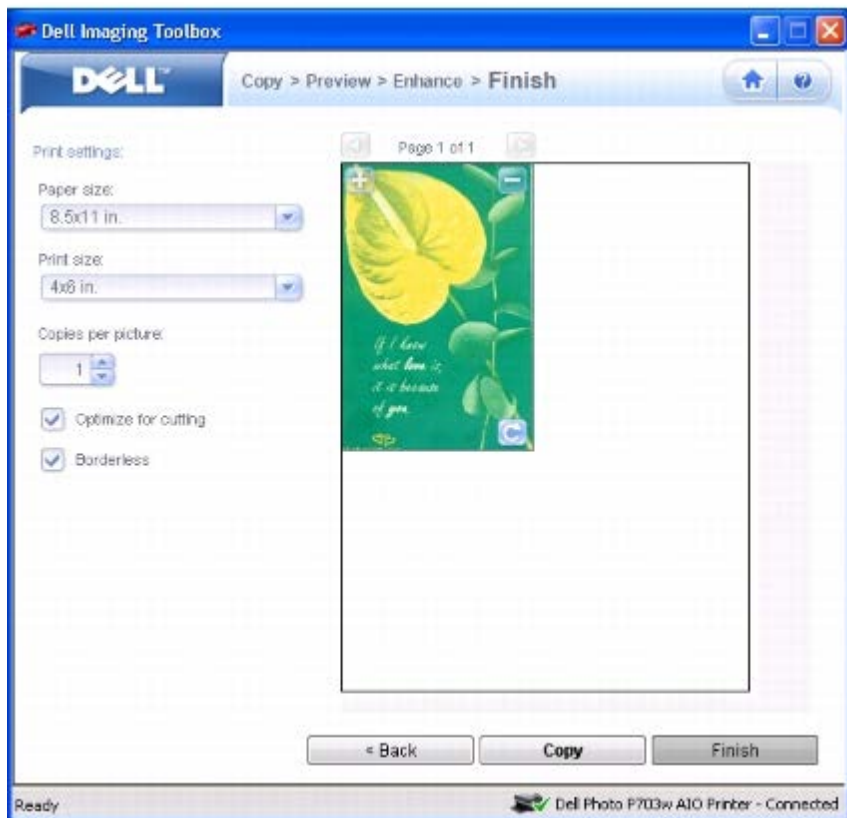 Dell Imaging Toolbox
DELL
Copy > Preview > Enhance > Finish
Print settings:
Page 1 of 1
Paper size:
8.5x11 in.
Print size:
4x6 in.
Copies per picture:
1
Optimize for cutting
Borderless
If I know
what love is,
it is because
of you.
< Back
Copy
Finish
Ready
Dell Photo P703w AIO Printer - Connected